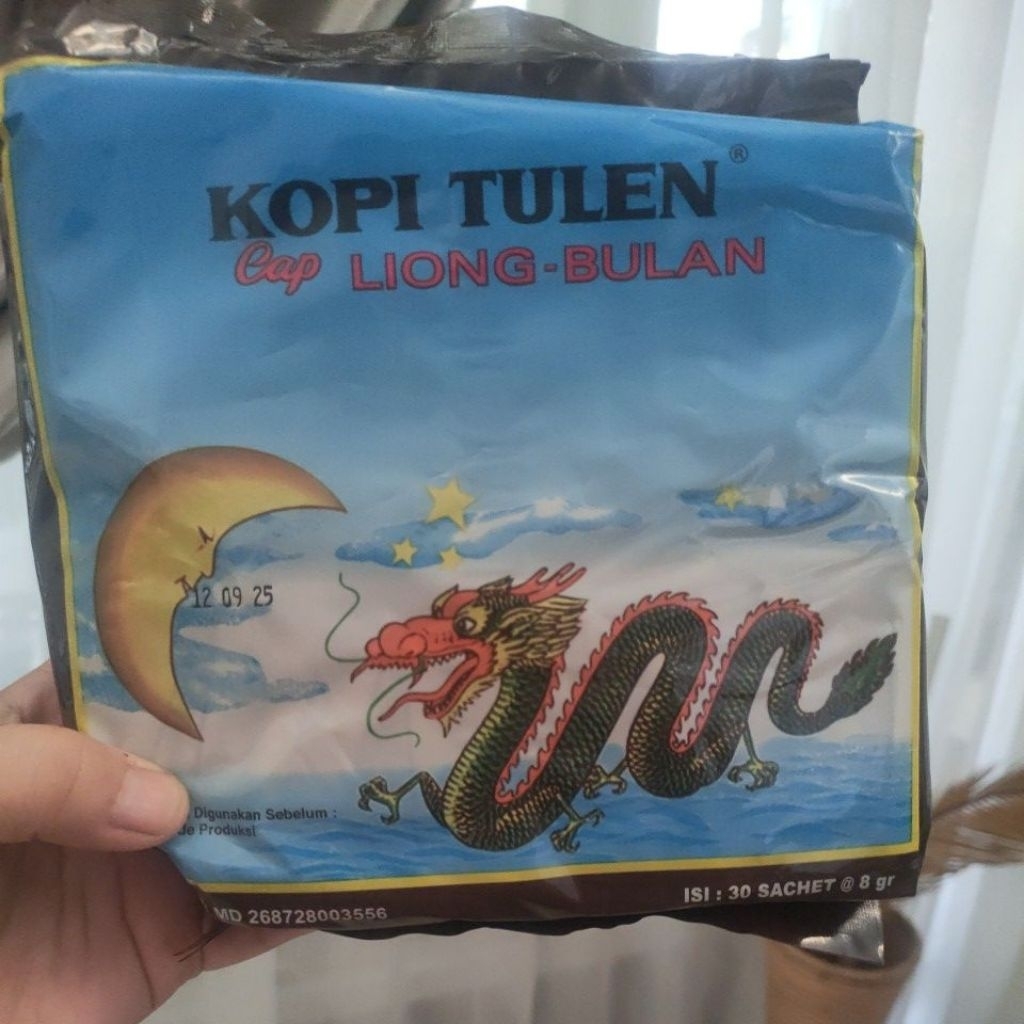 KOPI TULEN®
Cap LIONG-BULAN
12 09 25
Digunakan Sebelum :
Produksi
MD 268728003556
ISI : 30 SACHET @ 8 gr